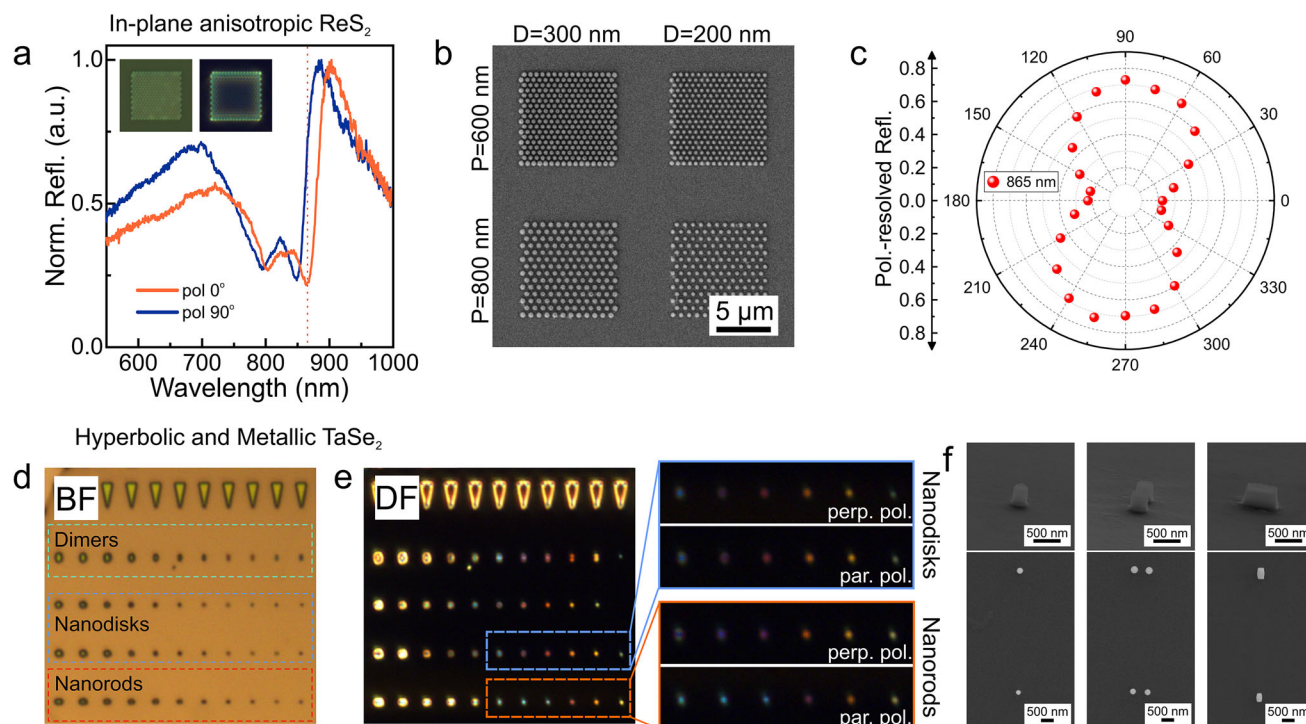 In-plane anisotropic ReS₂
a
Norm. Refl. (a.u.)
1.0
0.5
0.0
pol 0°
pol 90°
600 700 800 900 1000
Wavelength (nm)
b
D=300 nm D=200 nm
P=600 nm
P=800 nm
5 µm
c
Pol.-resolved Refl.
0.8
0.6
0.4
0.2
0.0
0.2
0.4
0.6
0.8
865 nm
90
60
30
0
330
300
270
240
210
180
150
120
Hyperbolic and Metallic TaSe₂
d
BF
Dimers
Nanodisks
Nanorods
e
DF
perp. pol.
par. pol.
Nanodisks
perp. pol.
par. pol.
Nanorods
f
500 nm
500 nm
500 nm
500 nm
500 nm
500 nm